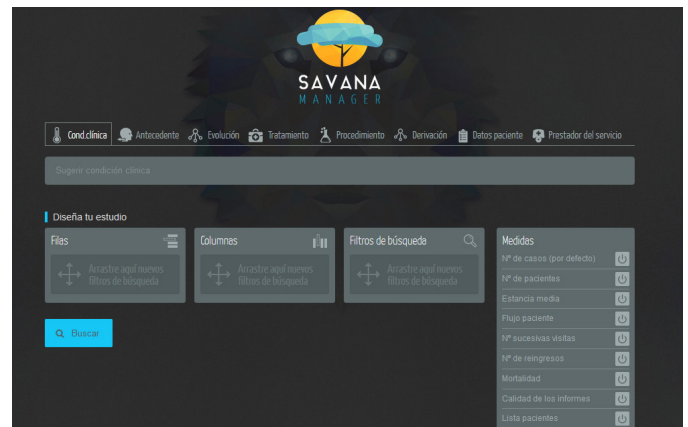 SAVANA
MANAGER
Cond.clínica Antecedente Evolución Tratamiento Procedimiento Derivación Datos paciente Prestador del servicio
Sugerir condición clínica
Diseña tu estudio
Filas
Arrastre aquí nuevos
filtros de búsqueda
Columnas
Arrastre aquí nuevos
filtros de búsqueda
Filtros de búsqueda
Arrastre aquí nuevos
filtros de búsqueda
Medidas
Nº de casos (por defecto)
Nº de pacientes
Estancia media
Flujo paciente
Nº sucesivas visitas
Nº de reingresos
Mortalidad
Calidad de los informes
Lista pacientes
Buscar